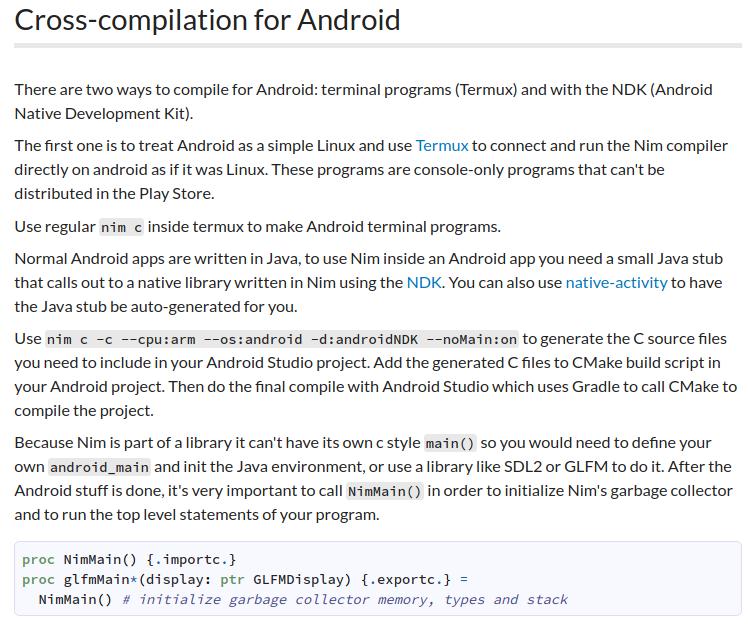 Cross-compilation for Android
There are two ways to compile for Android: terminal programs (Termux) and with the NDK (Android
Native Development Kit).
The first one is to treat Android as a simple Linux and use Termux to connect and run the Nim compiler
directly on android as if it was Linux. These programs are console-only programs that can't be
distributed in the Play Store.
Use regular nim c inside termux to make Android terminal programs.
Normal Android apps are written in Java, to use Nim inside an Android app you need a small Java stub
that calls out to a native library written in Nim using the NDK. You can also use native-activity to have
the Java stub be auto-generated for you.
Use nim c -c --cpu:arm --os:android -d:androidNDK --noMain:on to generate the C source files
you need to include in your Android Studio project. Add the generated C files to CMake build script in
your Android project. Then do the final compile with Android Studio which uses Gradle to call CMake to
compile the project.
Because Nim is part of a library it can't have its own c style main() so you would need to define your
own android_main and init the Java environment, or use a library like SDL2 or GLFM to do it. After the
Android stuff is done, it's very important to call NimMain() in order to initialize Nim's garbage collector
and to run the top level statements of your program.
proc NimMain() {.importc.}
proc glfmMain*(display: ptr GLFMDisplay) {.exportc.} =
  NimMain() # initialize garbage collector memory, types and stack